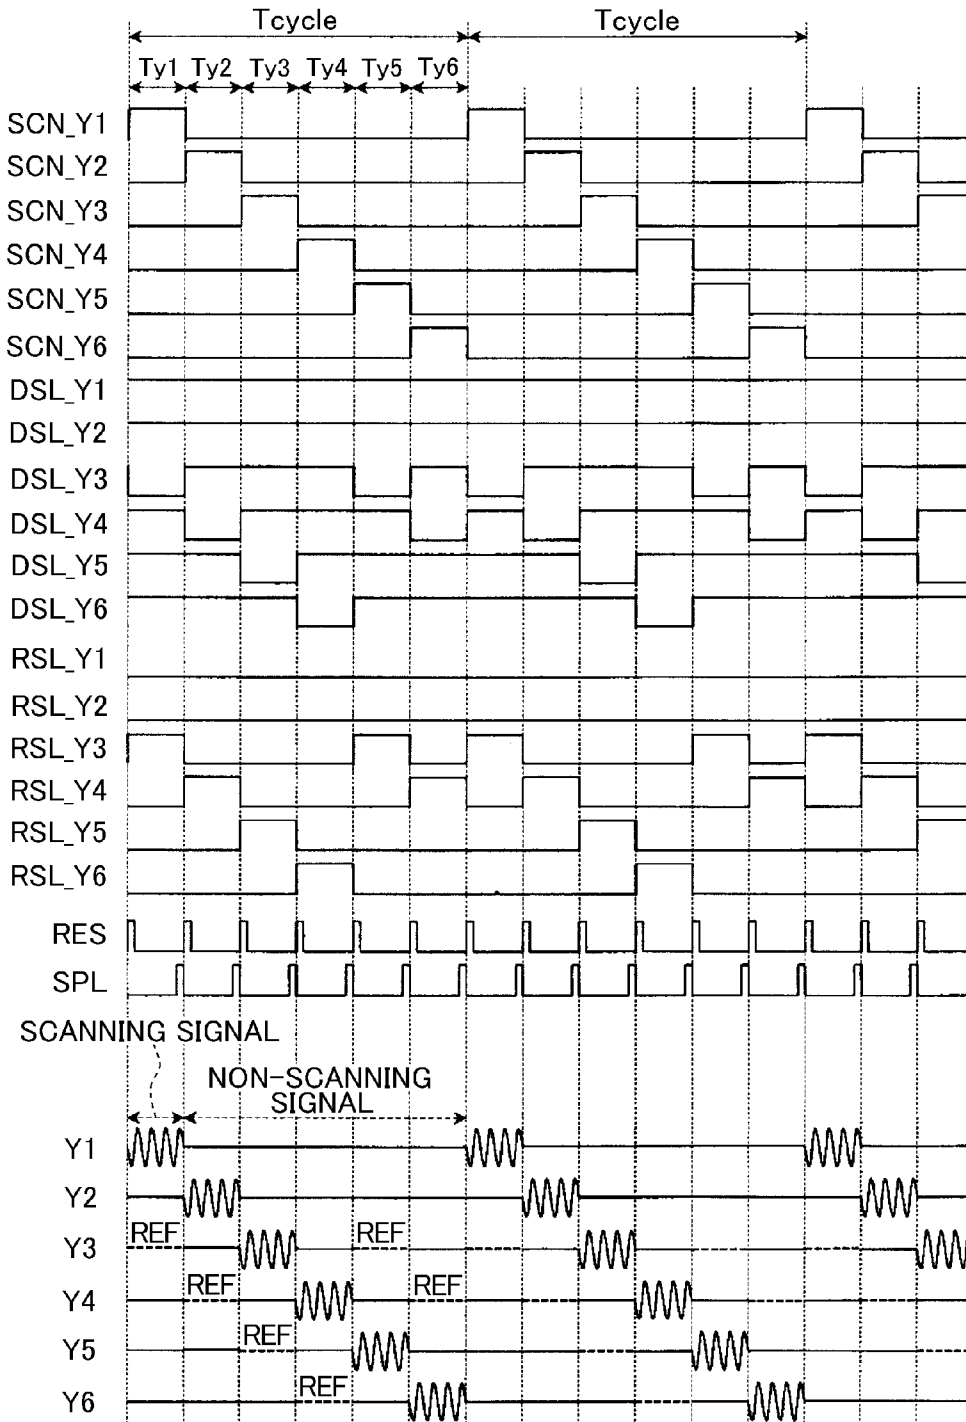 Tcycle Tcycle
Ty1 Ty2 Ty3 Ty4 Ty5 Ty6
SCN_Y1
SCN_Y2
SCN_Y3
SCN_Y4
SCN_Y5
SCN_Y6
DSL_Y1
DSL_Y2
DSL_Y3
DSL_Y4
DSL_Y5
DSL_Y6
RSL_Y1
RSL_Y2
RSL_Y3
RSL_Y4
RSL_Y5
RSL_Y6
RES
SPL
SCANNING SIGNAL
NON-SCANNING
SIGNAL
Y1
Y2
Y3 REF REF
Y4 REF REF
Y5 REF
Y6 REF